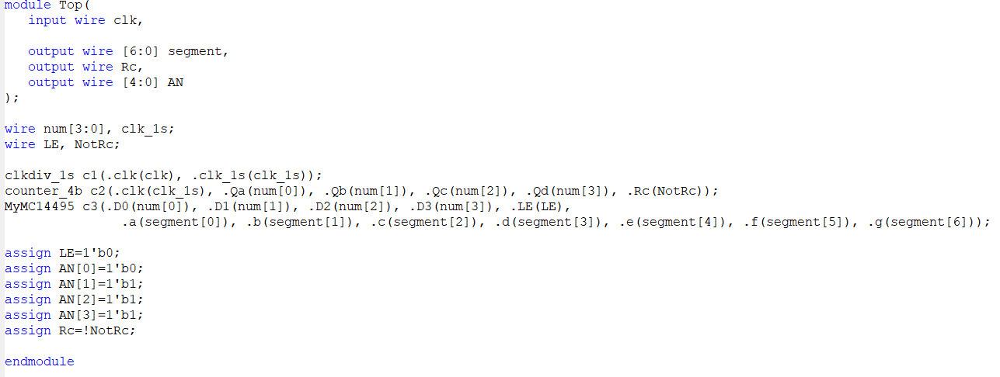 module Top(
input wire clk,
output wire [6:0] segment,
output wire Rc,
output wire [4:0] AN
);
wire num[3:0], clk_1s;
wire LE, NotRc;
clkdiv_1s c1(.clk(clk), .clk_1s(clk_1s));
counter_4b c2(.clk(clk_1s), .Qa(num[0]), .Qb(num[1]), .Qc(num[2]), .Qd(num[3]), .Rc(NotRc));
MyMC14495 c3(.D0(num[0]), .D1(num[1]), .D2(num[2]), .D3(num[3]), .LE(LE),
.a(segment[0]), .b(segment[1]), .c(segment[2]), .d(segment[3]), .e(segment[4]), .f(segment[5]), .g(segment[6]));
assign LE=1'b0;
assign AN[0]=1'b0;
assign AN[1]=1'b1;
assign AN[2]=1'b1;
assign AN[3]=1'b1;
assign Rc=!NotRc;
endmodule